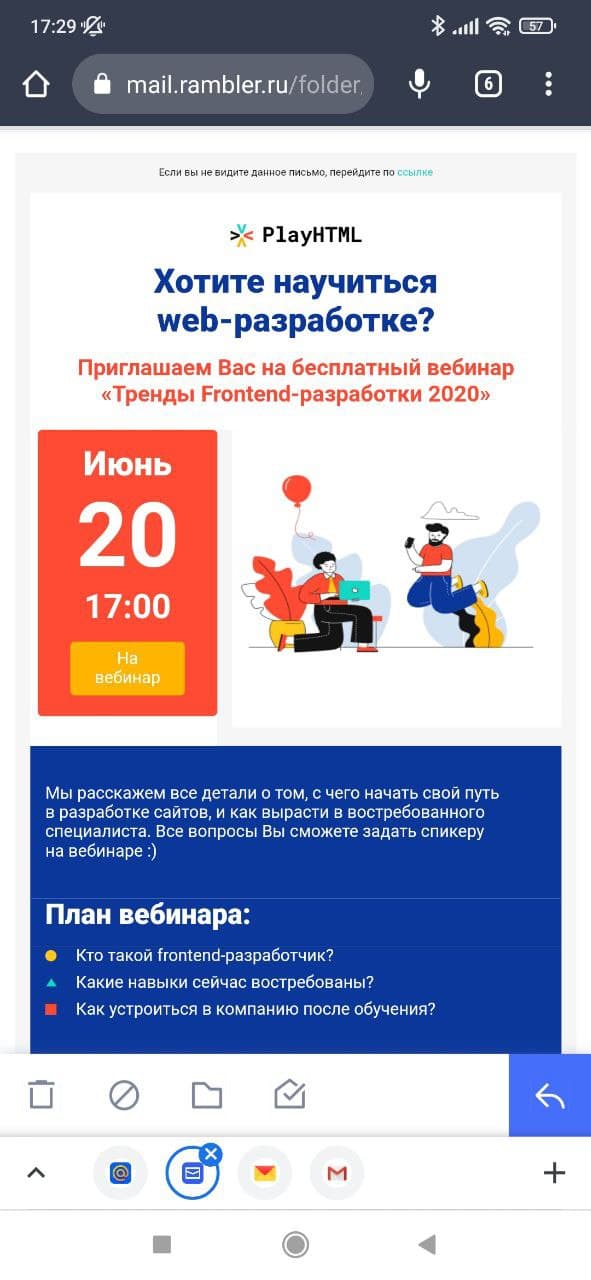 17:29
57
mail.rambler.ru/folder
6
Если вы не видите данное письмо, перейдите по ссылке
PlayHTML
Хотите научиться
web-разработке?
Приглашаем Вас на бесплатный вебинар
«Тренды Frontend-разработки 2020»
Июнь
20
17:00
На
вебинар
Мы расскажем все детали о том, с чего начать свой путь
в разработке сайтов, и как вырасти в востребованного
специалиста. Все вопросы Вы сможете задать спикеру
на вебинаре :)
План вебинара:
Кто такой frontend-разработчик?
Какие навыки сейчас востребованы?
Как устроиться в компанию после обучения?